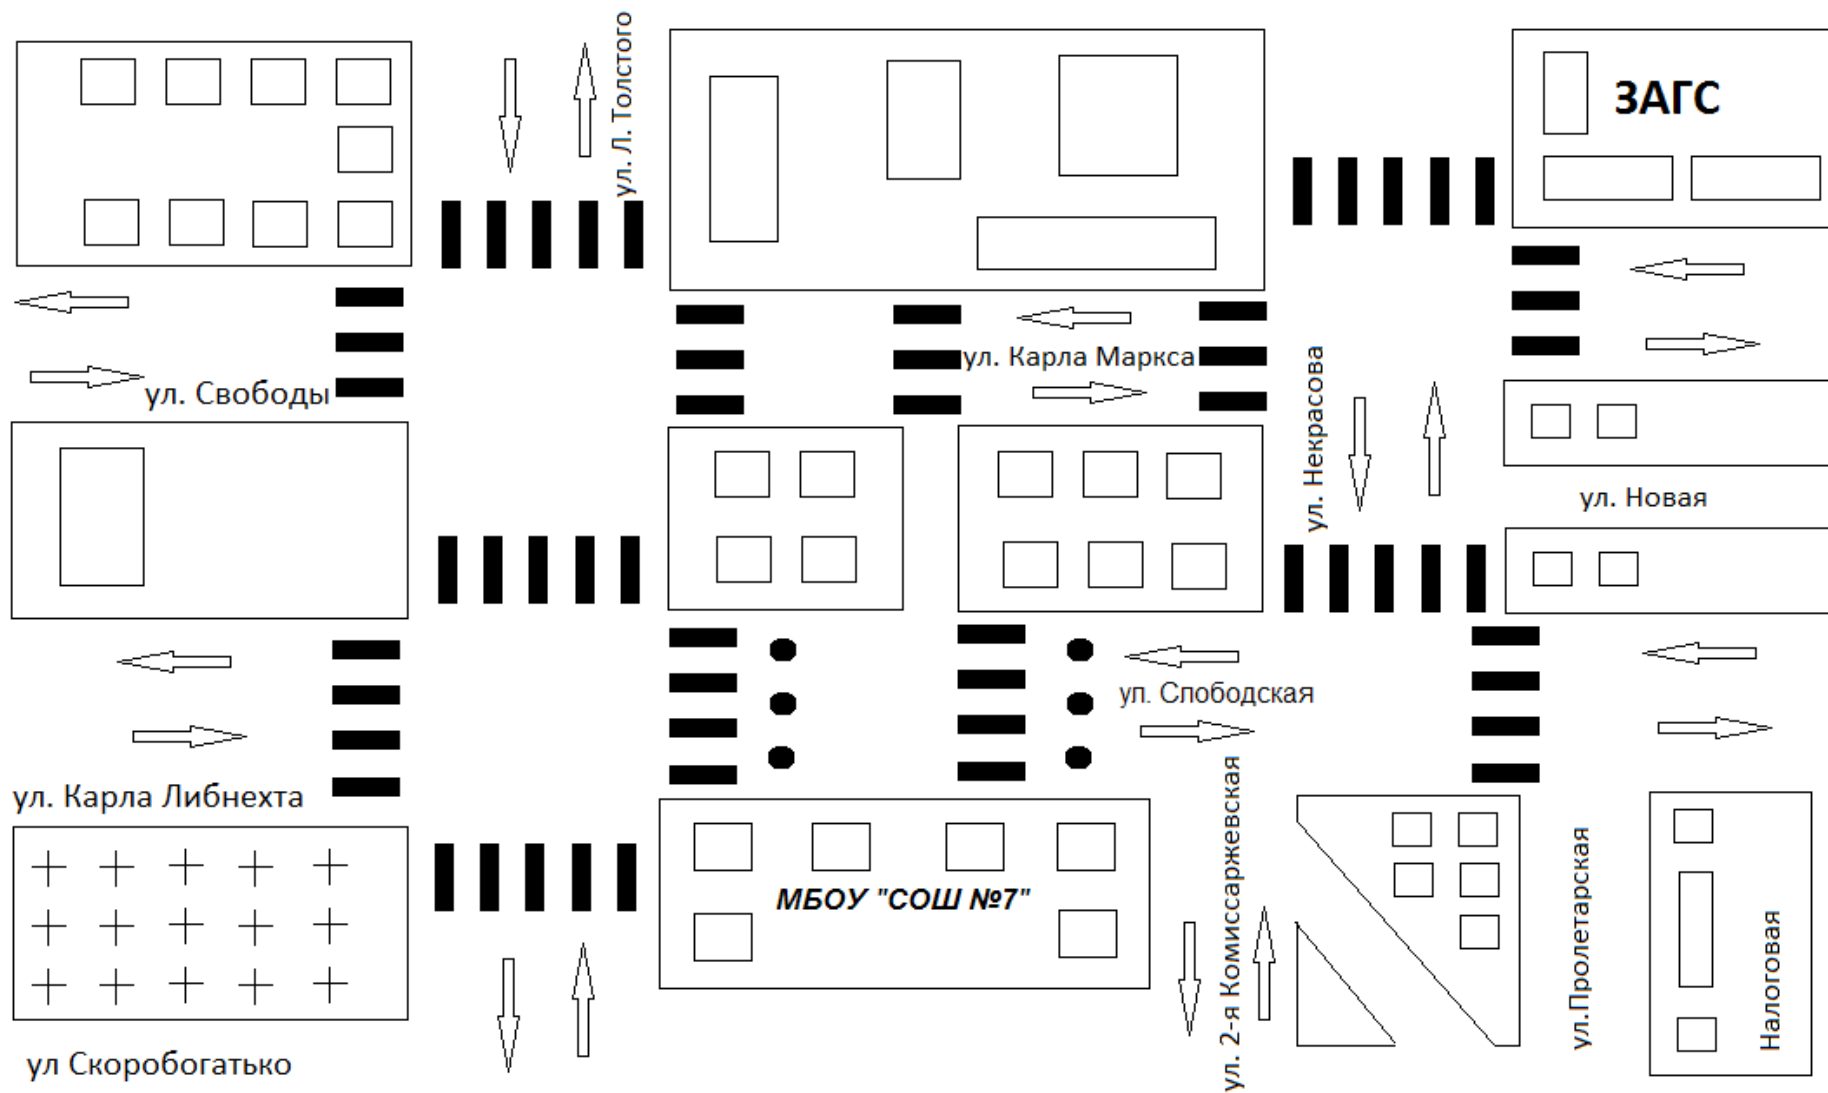 ул. Л. Толстого
ЗАГС
ул. Свободы
ул. Карла Маркса
ул. Некрасова
ул. Новая
ул. Слободская
ул. Карла Либнехта
МБОУ "СОШ №7"
ул. 2-я Комиссаржевская
ул.Пролетарская
Налоговая
ул Скоробогатько